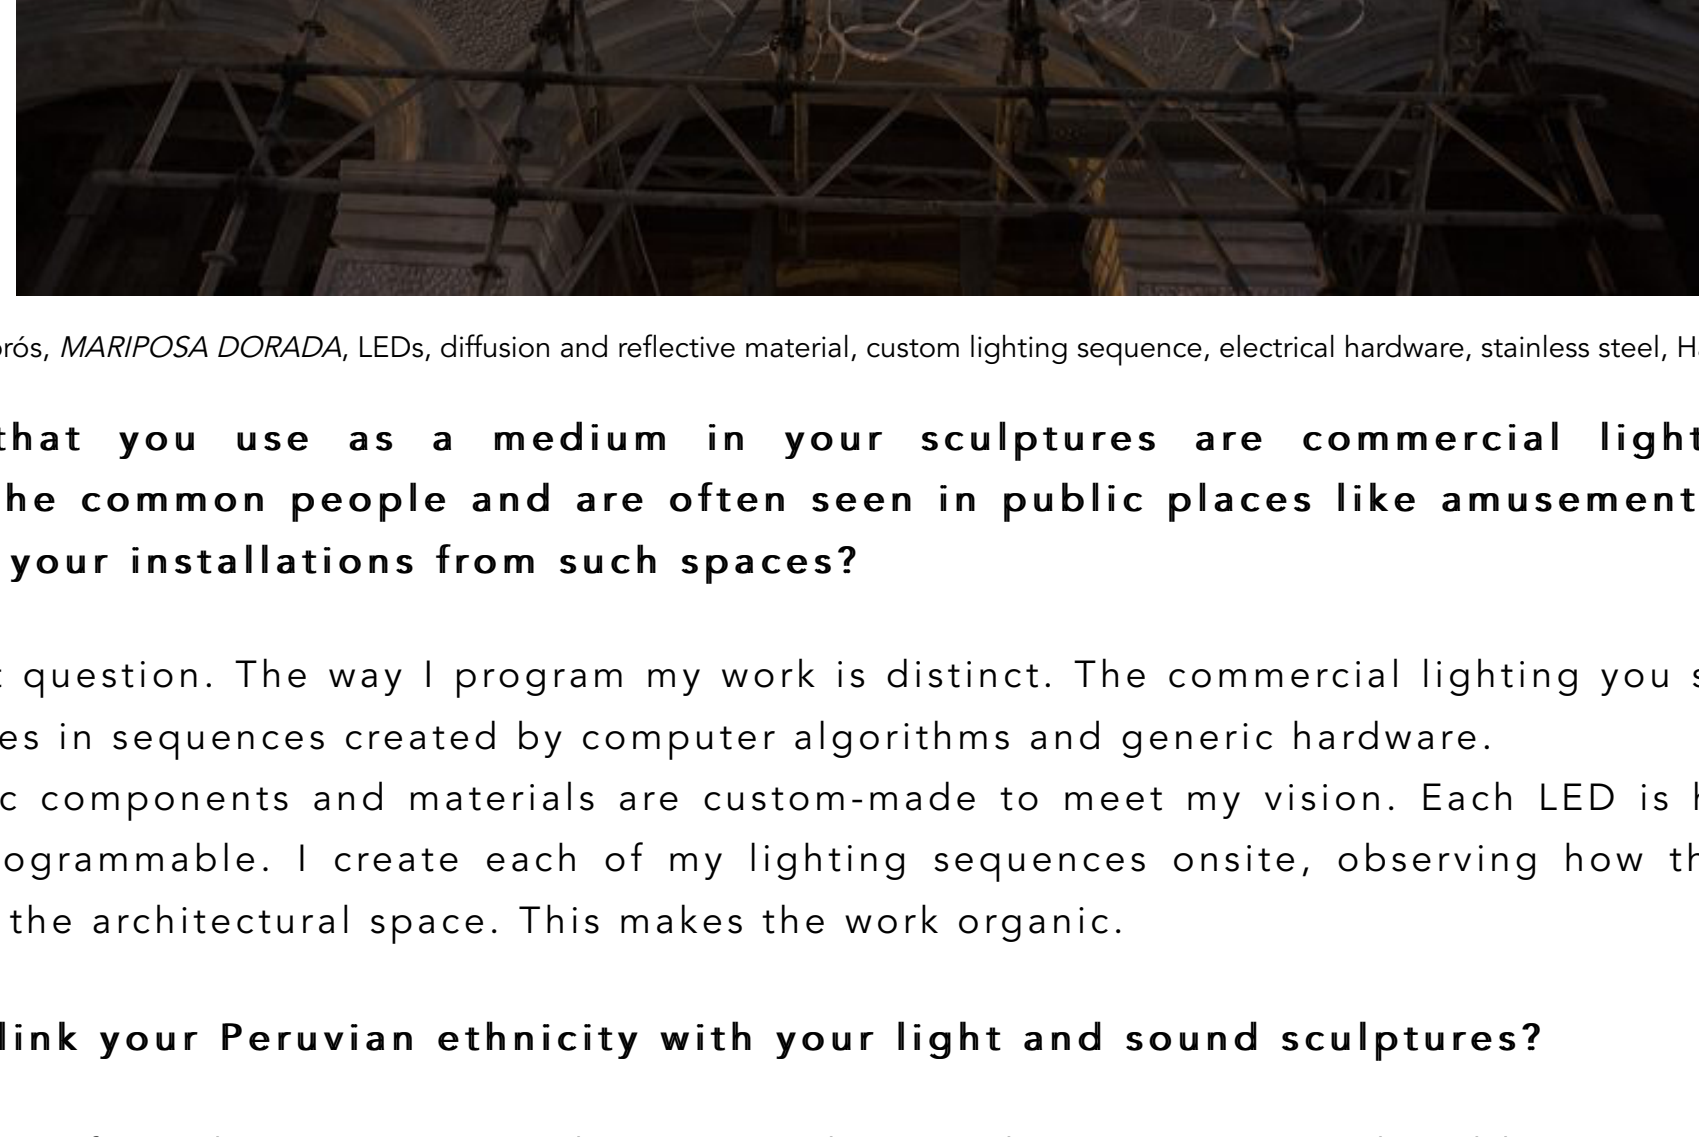 rós, MARIPOSA DORADA, LEDs, diffusion and reflective material, custom lighting sequence, electrical hardware, stainless steel, H
that you use as a medium in your sculptures are commercial light
he common people and are often seen in public places like amusement
your installations from such spaces?
question. The way I program my work is distinct. The commercial lighting you s
es in sequences created by computer algorithms and generic hardware.
c components and materials are custom-made to meet my vision. Each LED is h
ogrammable. I create each of my lighting sequences onsite, observing how th
the architectural space. This makes the work organic.
link your Peruvian ethnicity with your light and sound sculptures?